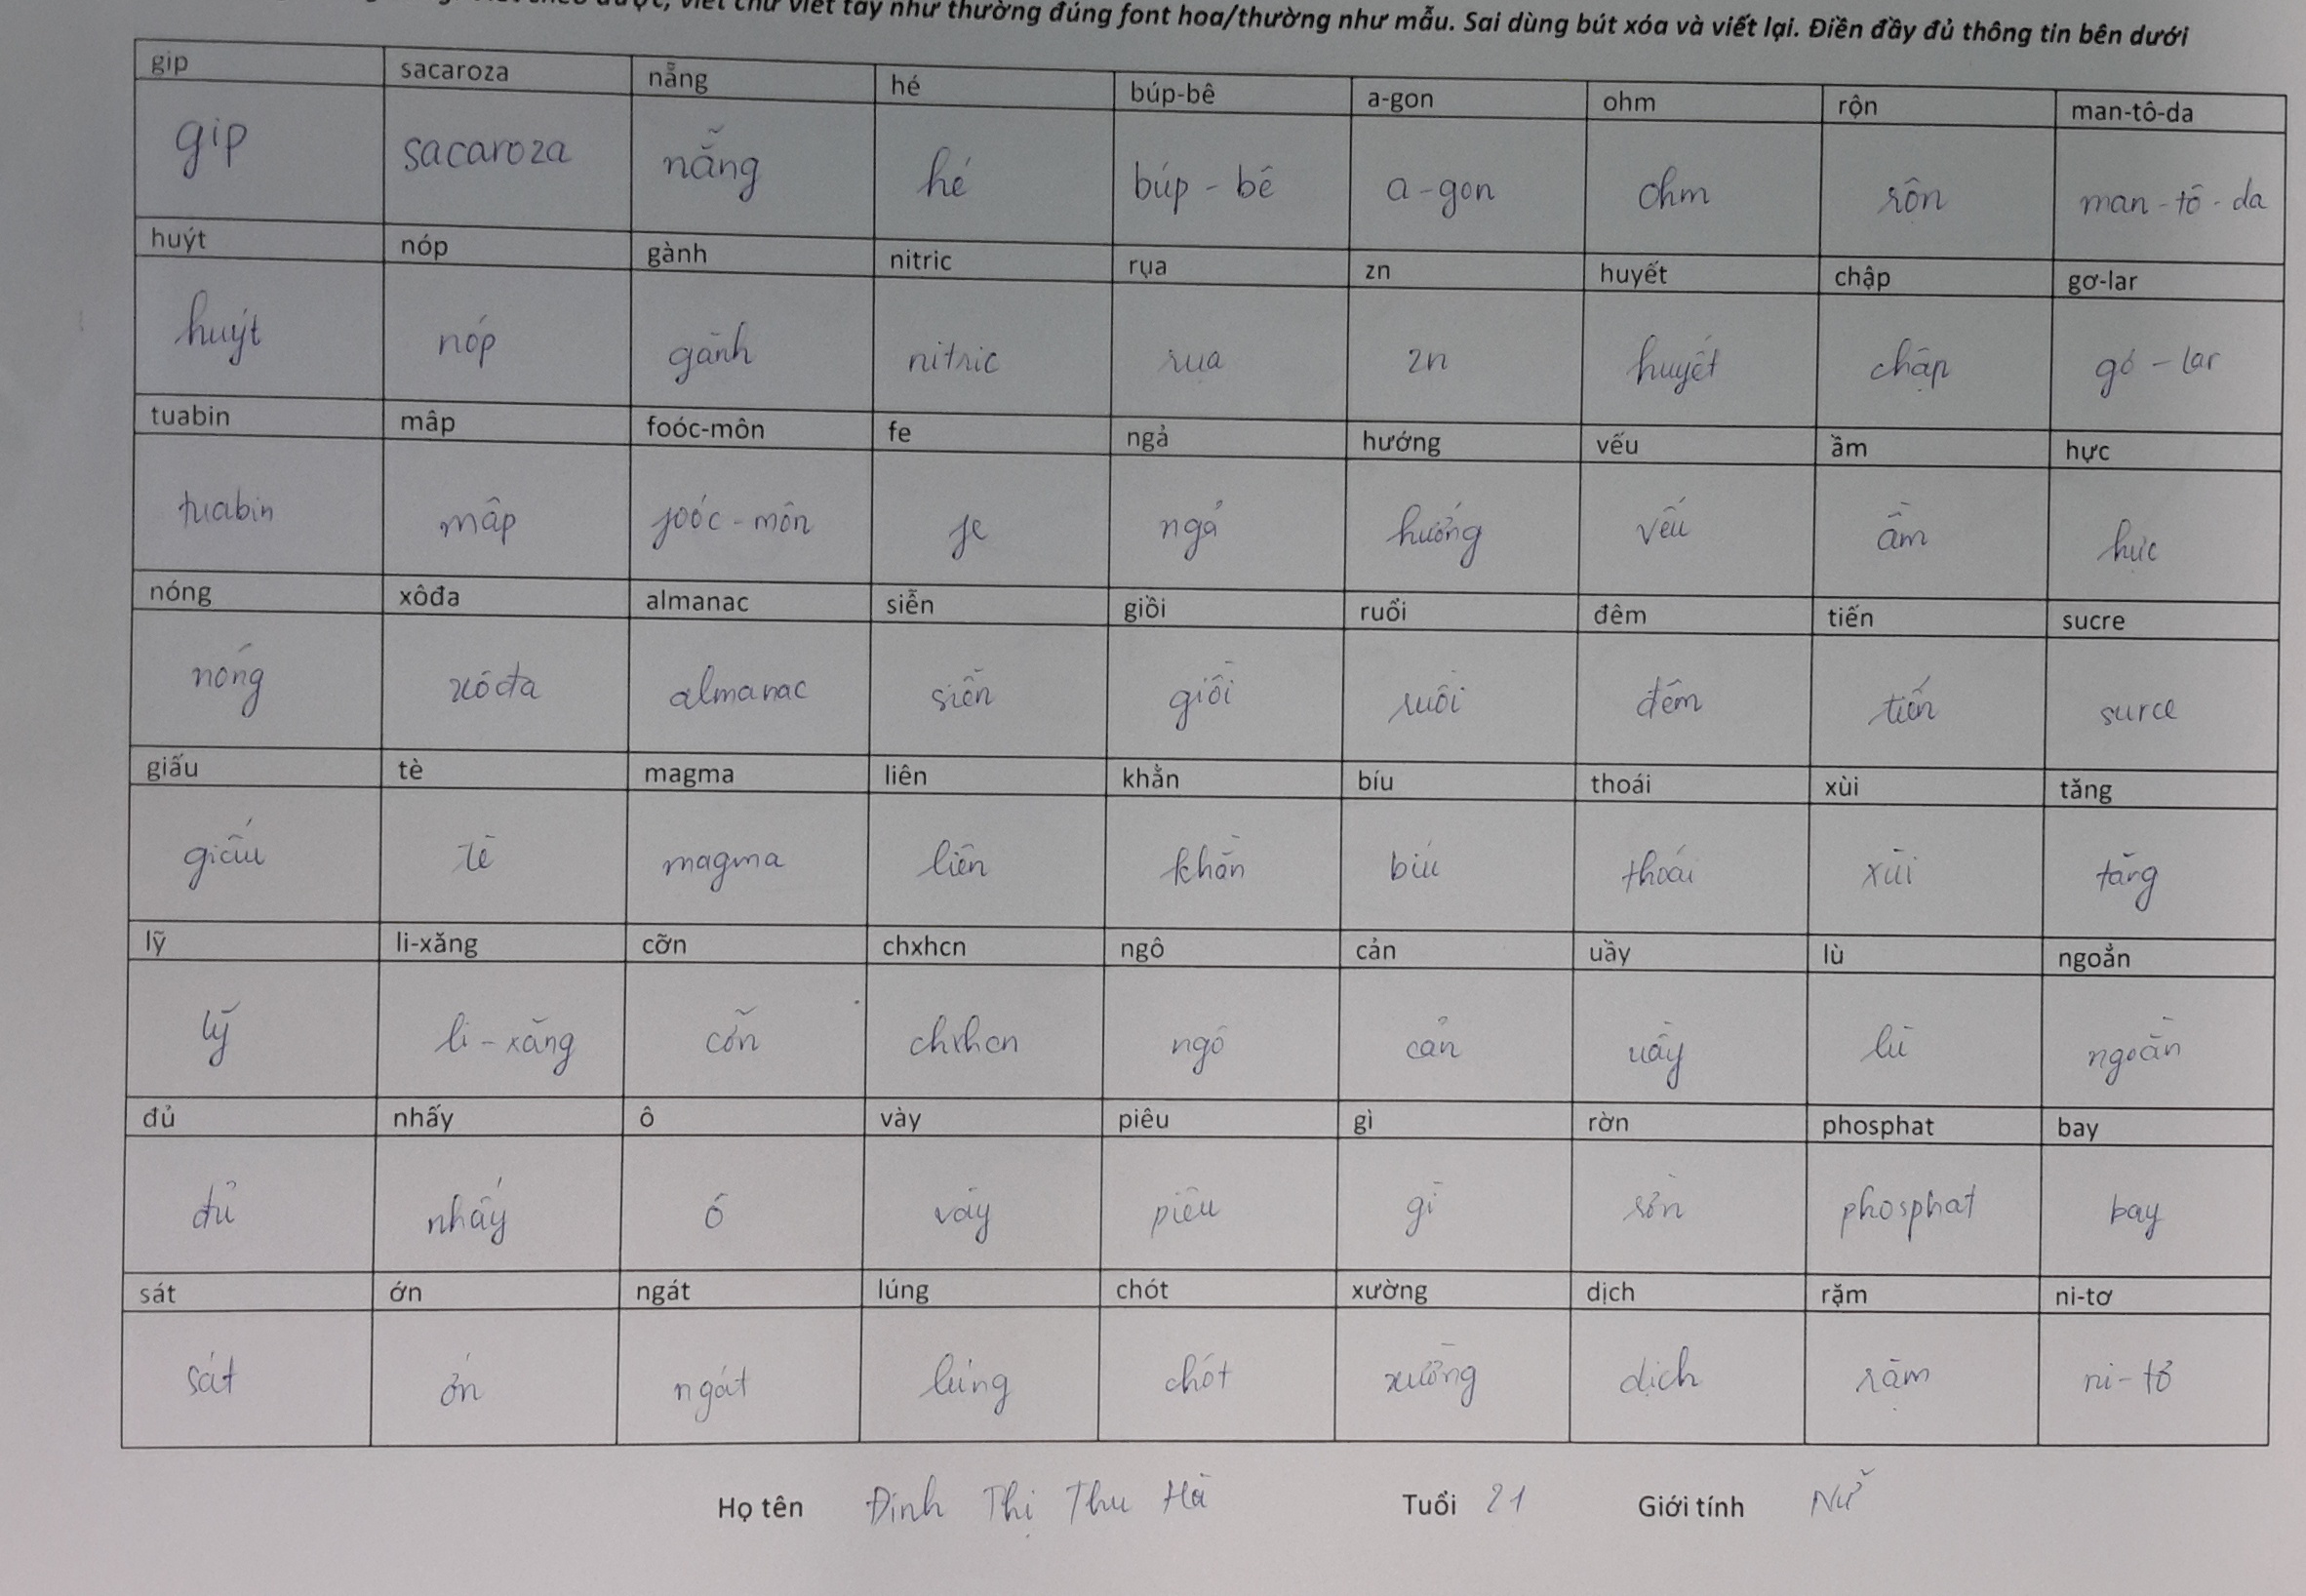 viết chữ viết tay như thường đúng font hoa/thường như mẫu. Sai dùng bút xóa và viết lại. Điền đầy đủ thông tin bên dưới
gip sacaroza nẵng hé búp-bê a-gon ohm rộn man-tô-da
gip sacaroza nẵng hé búp - bê a - gon ohm rộn man - tô - da
huýt nóp gành nitric rụa zn huyết chập gơ-lar
huýt nóp gành nitric rụa zn huyết chập gơ - lar
tuabin mâp foóc-môn fe ngả hướng vếu ầm hực
tuabin mâp foóc - môn fe ngả hướng vếu ầm hực
nóng xôđa almanac siễn giồi ruổi đêm tiến sucre
nóng xôđa almanac siễn giồi ruổi đêm tiến surce
giấu tè magma liên khằn bíu thoái xùi tăng
giấu tè magma liên khằn bíu thoái xùi tăng
lỹ li-xăng cỡn chxhcn ngô cản uầy lù ngoằn
lỹ li - xăng cỡn chxhcn ngô cản uầy lù ngoằn
đủ nhấy ô vày piêu gì rờn phosphat bay
đủ nhấy ô vày piêu gì rờn phosphat bay
sát ớn ngát lúng chót xường dịch rặm ni-tơ
sát ớn ngát lúng chót xường dịch rặm ni - tơ
Họ tên Đinh Thị Thu Hà Tuổi 21 Giới tính Nữ